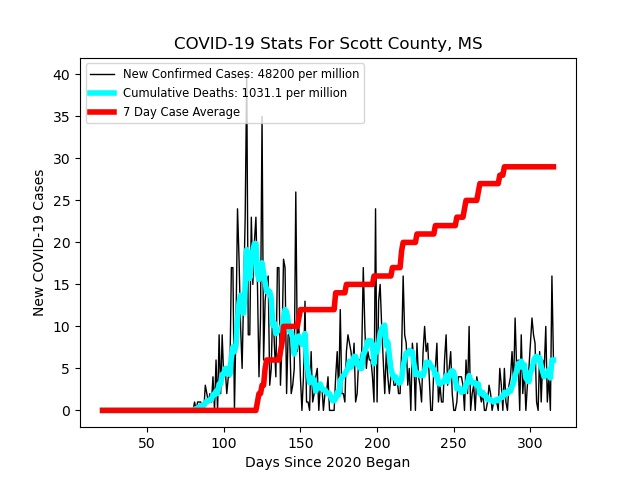 COVID-19 Stats For Scott County, MS
New Confirmed Cases: 48200 per million
Cumulative Deaths: 1031.1 per million
7 Day Case Average
New COVID-19 Cases
40
35
30
25
20
15
10
5
0
50 100 150 200 250 300
Days Since 2020 Began